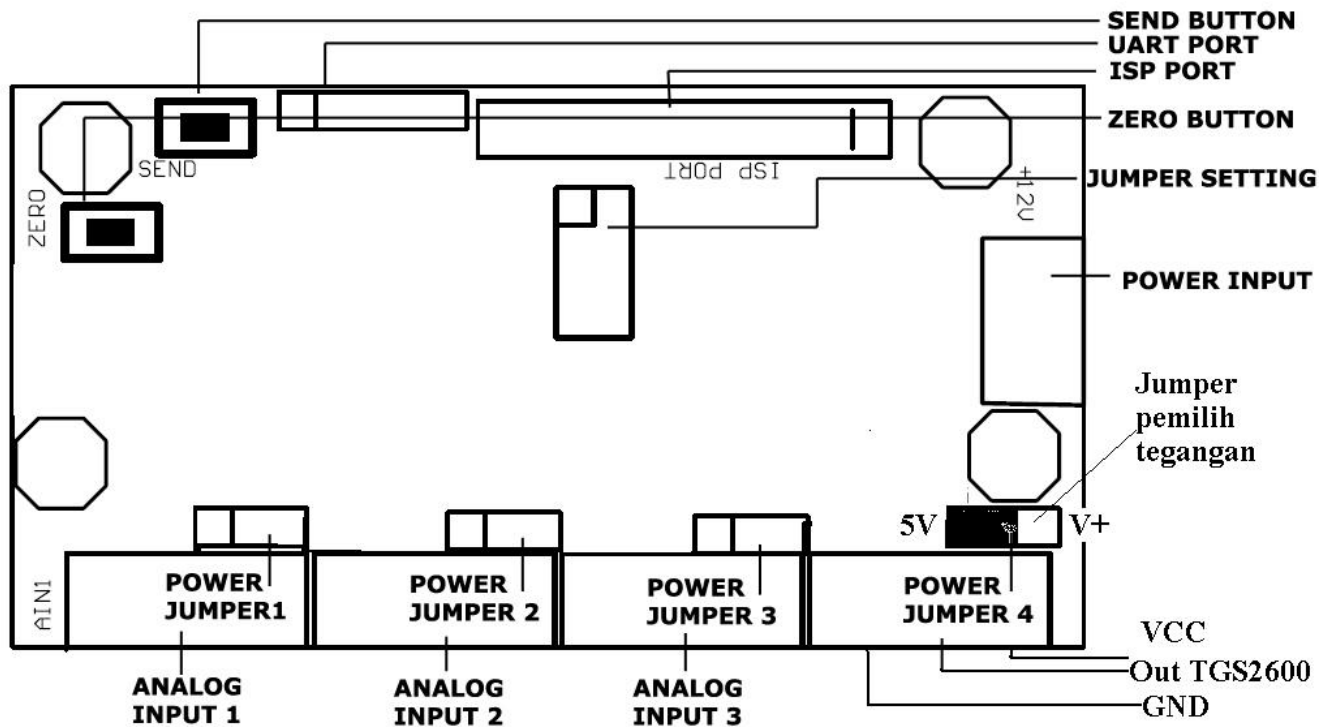 SEND BUTTON
UART PORT
ISP PORT
ZERO BUTTON
SEND
ISP PORT
JUMPER SETTING
ZERO
+12V
POWER INPUT
Jumper
pemilih
tegangan
5V
V+
AIN1
POWER
JUMPER1
POWER
JUMPER 2
POWER
JUMPER 3
POWER
JUMPER 4
VCC
Out TGS2600
GND
ANALOG
INPUT 1
ANALOG
INPUT 2
ANALOG
INPUT 3